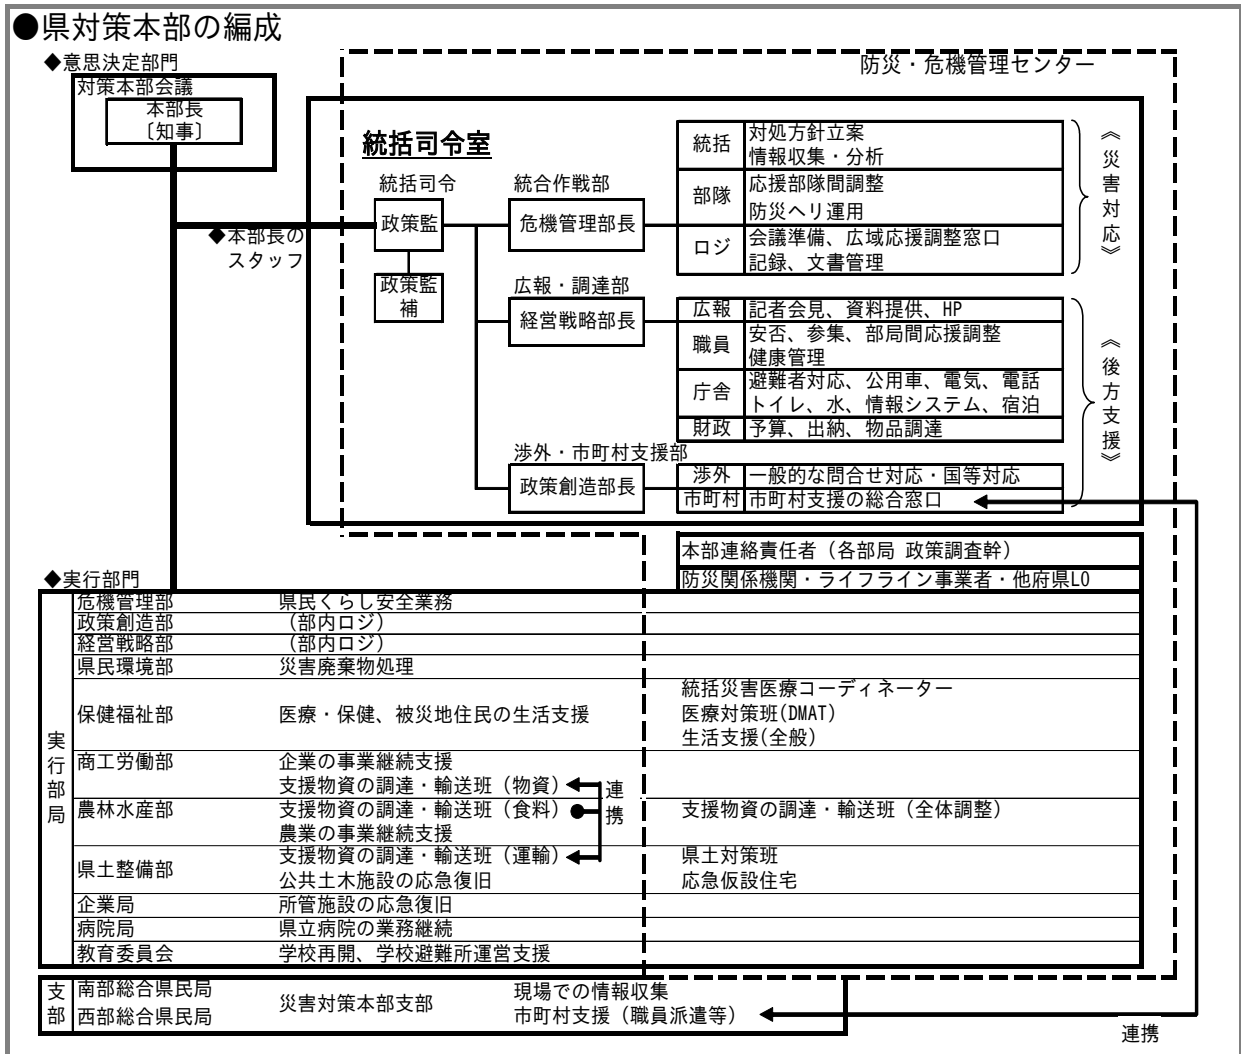 ●県対策本部の編成
◆意思決定部門
対策本部会議
本部長
〔知事〕
防災・危機管理センター
統括司令室
統括司令
政策監
政策監
補
◆本部長の
スタッフ
統合作戦部
危機管理部長
統括
対処方針立案
情報収集・分析
部隊
応援部隊間調整
防災ヘリ運用
ロジ
会議準備、広域応援調整窓口
記録、文書管理
《災害対応》
広報・調達部
経営戦略部長
広報
記者会見、資料提供、HP
職員
安否、参集、部局間応援調整
健康管理
庁舎
避難者対応、公用車、電気、電話
トイレ、水、情報システム、宿泊
財政
予算、出納、物品調達
《後方支援》
渉外・市町村支援部
政策創造部長
渉外
一般的な問合せ対応・国等対応
市町村
市町村支援の総合窓口
本部連絡責任者（各部局 政策調査幹）
防災関係機関・ライフライン事業者・他府県LO
◆実行部門
実行部局
危機管理部
県民くらし安全業務
政策創造部
（部内ロジ）
経営戦略部
（部内ロジ）
県民環境部
災害廃棄物処理
保健福祉部
医療・保健、被災地住民の生活支援
統括災害医療コーディネーター
医療対策班(DMAT)
生活支援(全般)
商工労働部
企業の事業継続支援
支援物資の調達・輸送班（物資）
連携
農林水産部
支援物資の調達・輸送班（食料）
農業の事業継続支援
支援物資の調達・輸送班（全体調整）
県土整備部
支援物資の調達・輸送班（運輸）
公共土木施設の応急復旧
県土対策班
応急仮設住宅
企業局
所管施設の応急復旧
病院局
県立病院の業務継続
教育委員会
学校再開、学校避難所運営支援
支部
南部総合県民局
西部総合県民局
災害対策本部支部
現場での情報収集
市町村支援（職員派遣等）
連携